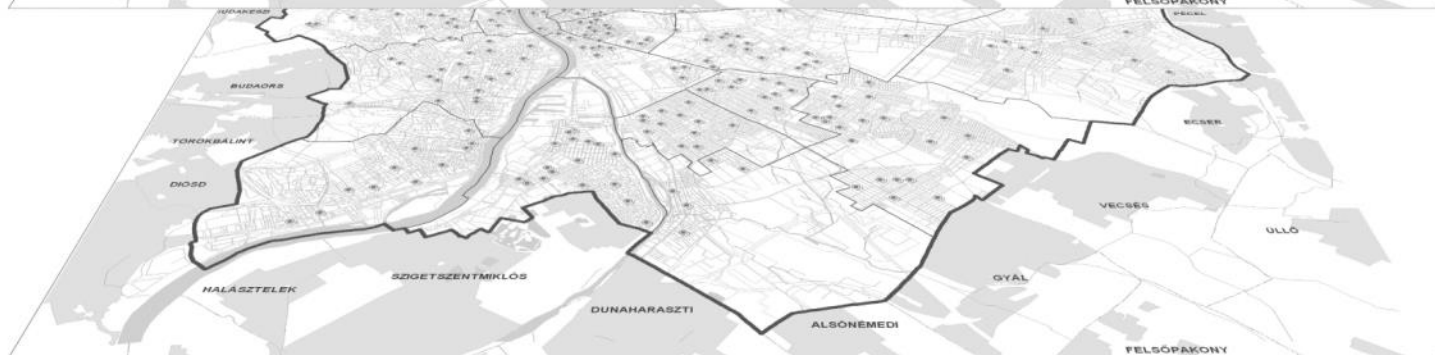 FELSŐPAKONY
BUDAKESZI
PÉCEL
BUDAÖRS
ECSER
TÖRÖKBÁLINT
DIÓSD
VECSÉS
ÜLLŐ
SZIGETSZENTMIKLÓS
GYÁL
HALÁSZTELEK
DUNAHARASZTI
ALSÓNÉMEDI
FELSŐPAKONY